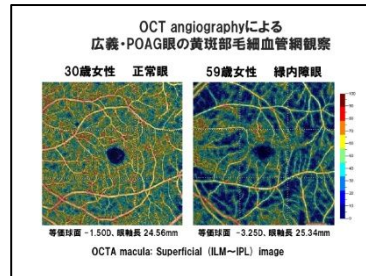 OCT angiographyによる
広義・POAG眼の黄斑部毛細血管網観察
30歳女性 正常眼
59歳女性 緑内障眼
等価球面 -1.50D、眼軸長 24.56mm
等価球面 -3.25D、眼軸長 25.34mm
OCTA macula: Superficial (ILM~IPL) image